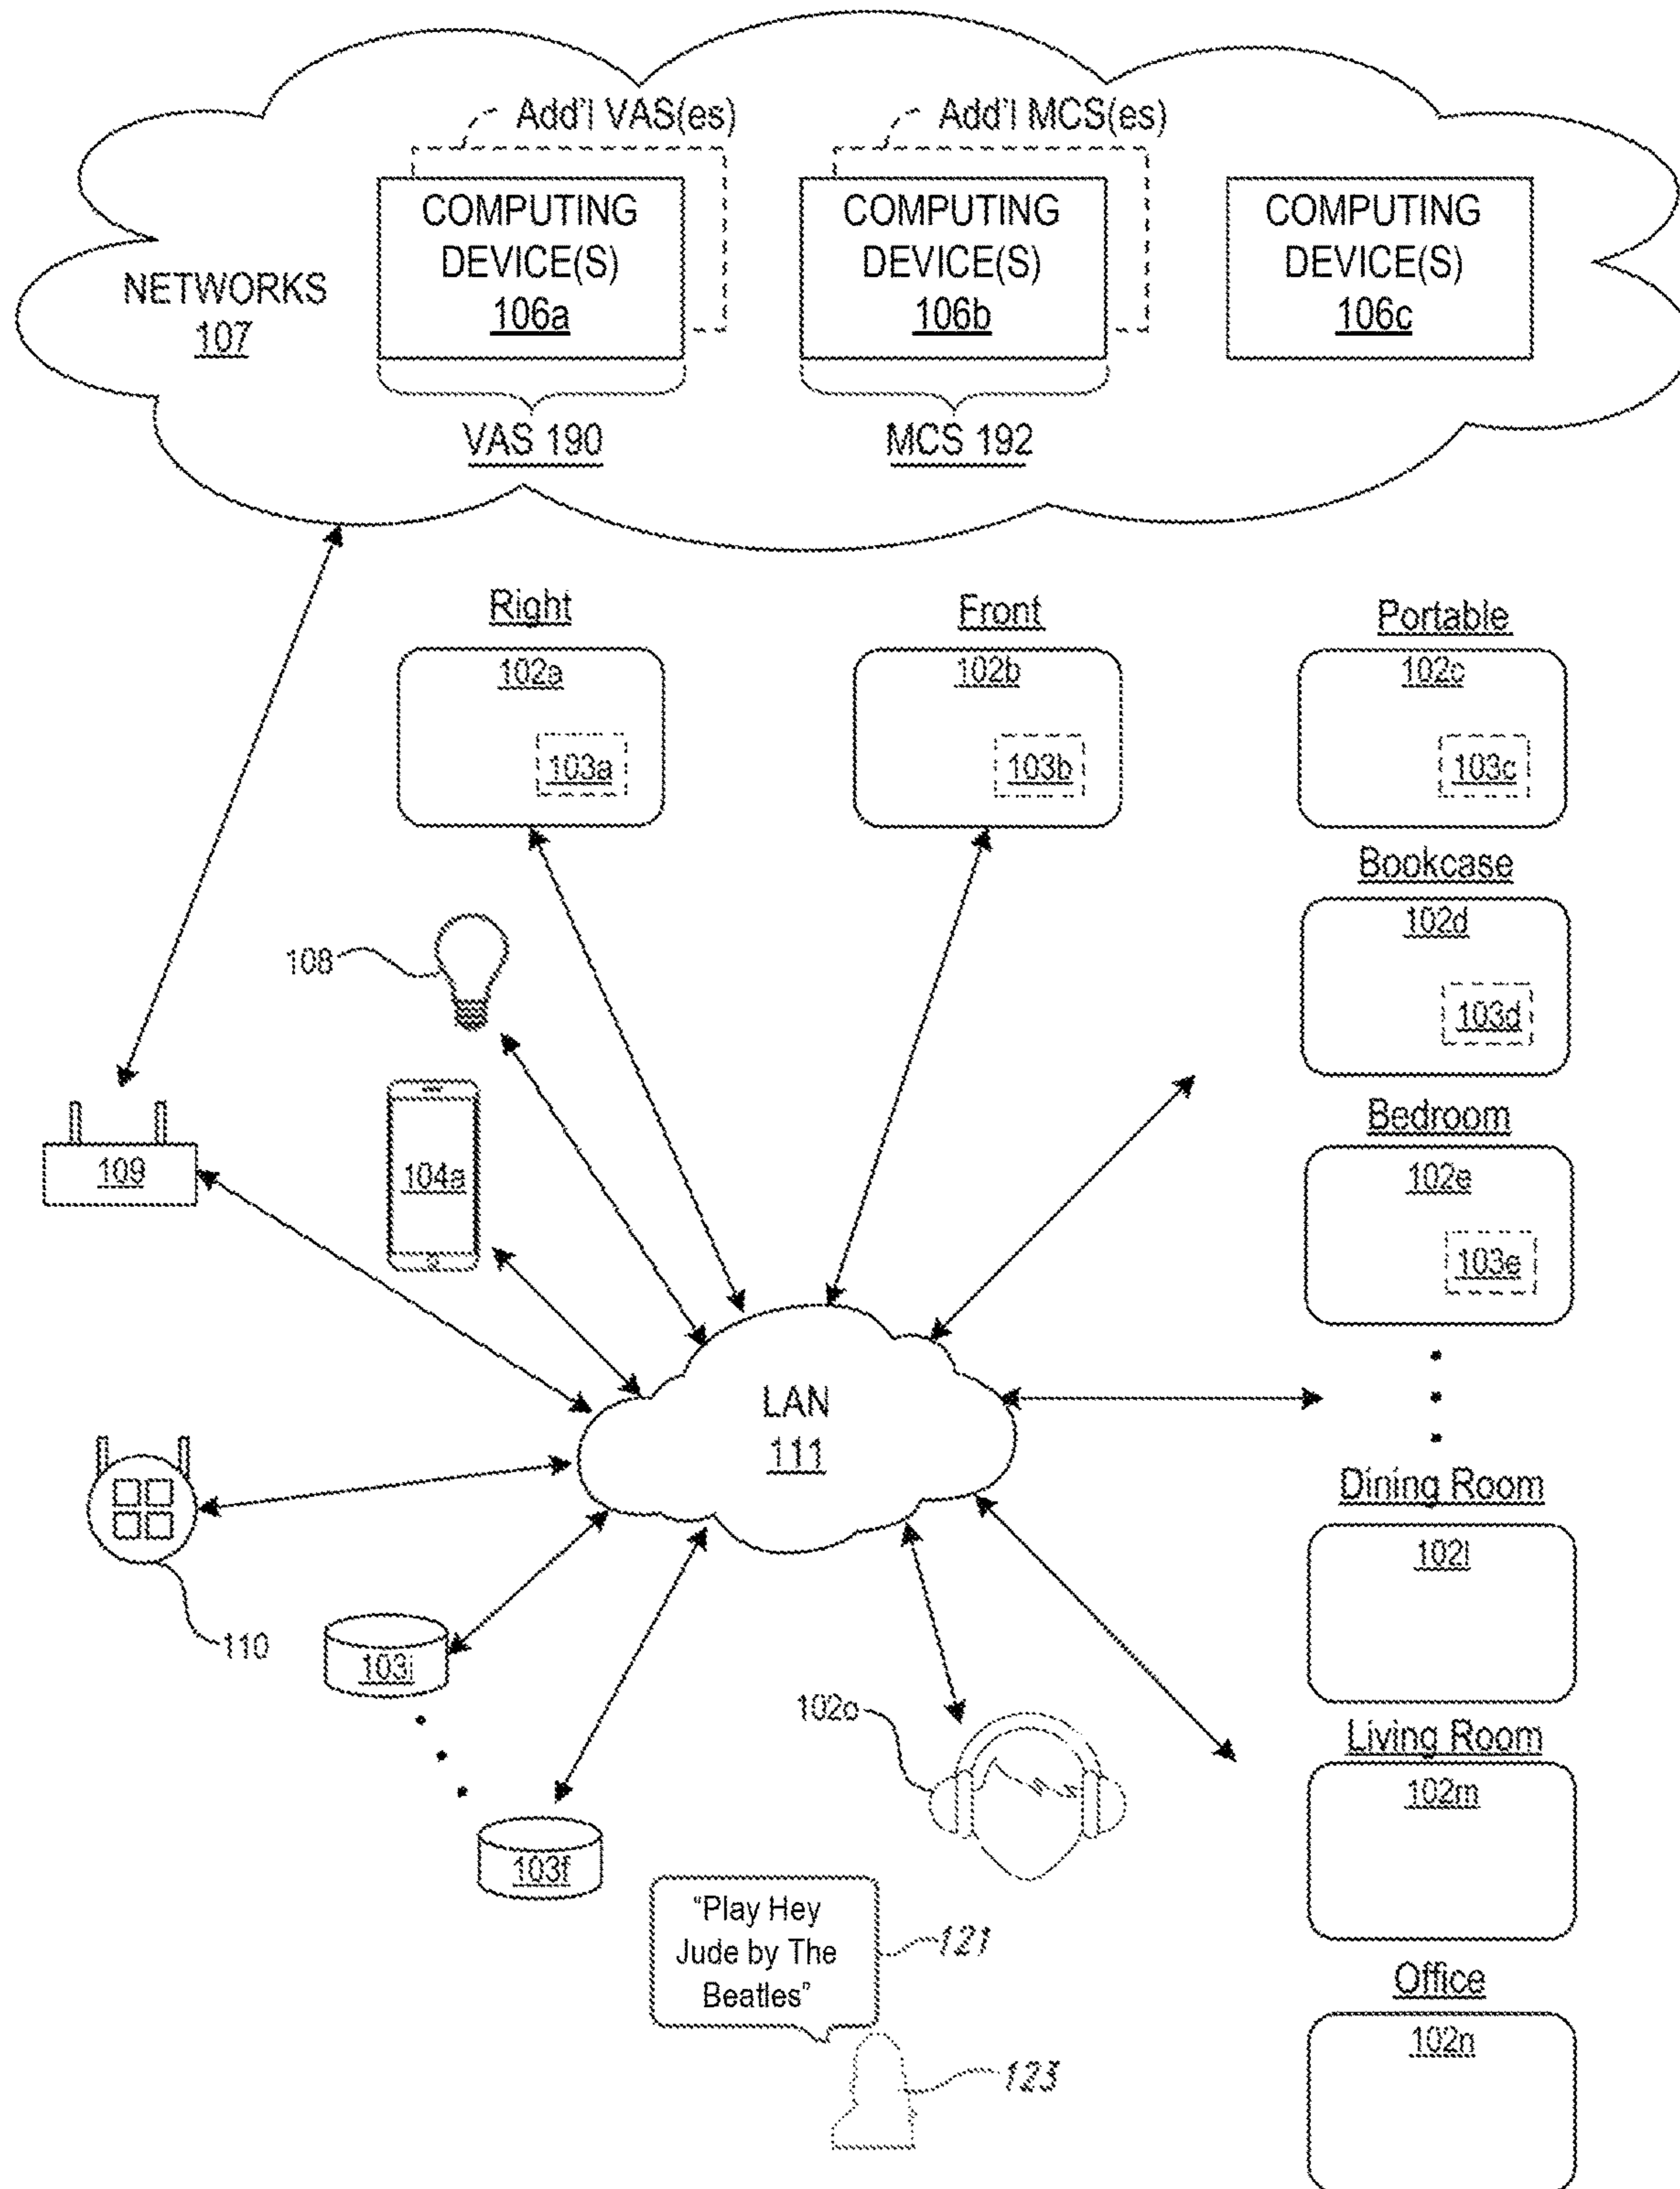 Add'l VAS(es)
Add'l MCS(es)
COMPUTING
DEVICE(S)
106a
COMPUTING
DEVICE(S)
106b
COMPUTING
DEVICE(S)
106c
NETWORKS
107
VAS 190
MCS 192
Right
102a
103a
Front
102b
103b
Portable
102c
103c
Bookcase
102d
103d
Bedroom
102e
103e
108
104a
109
LAN
111
110
103i
103f
102o
Dining Room
102l
Living Room
102m
Office
102n
"Play Hey
Jude by The
Beatles"
121
123